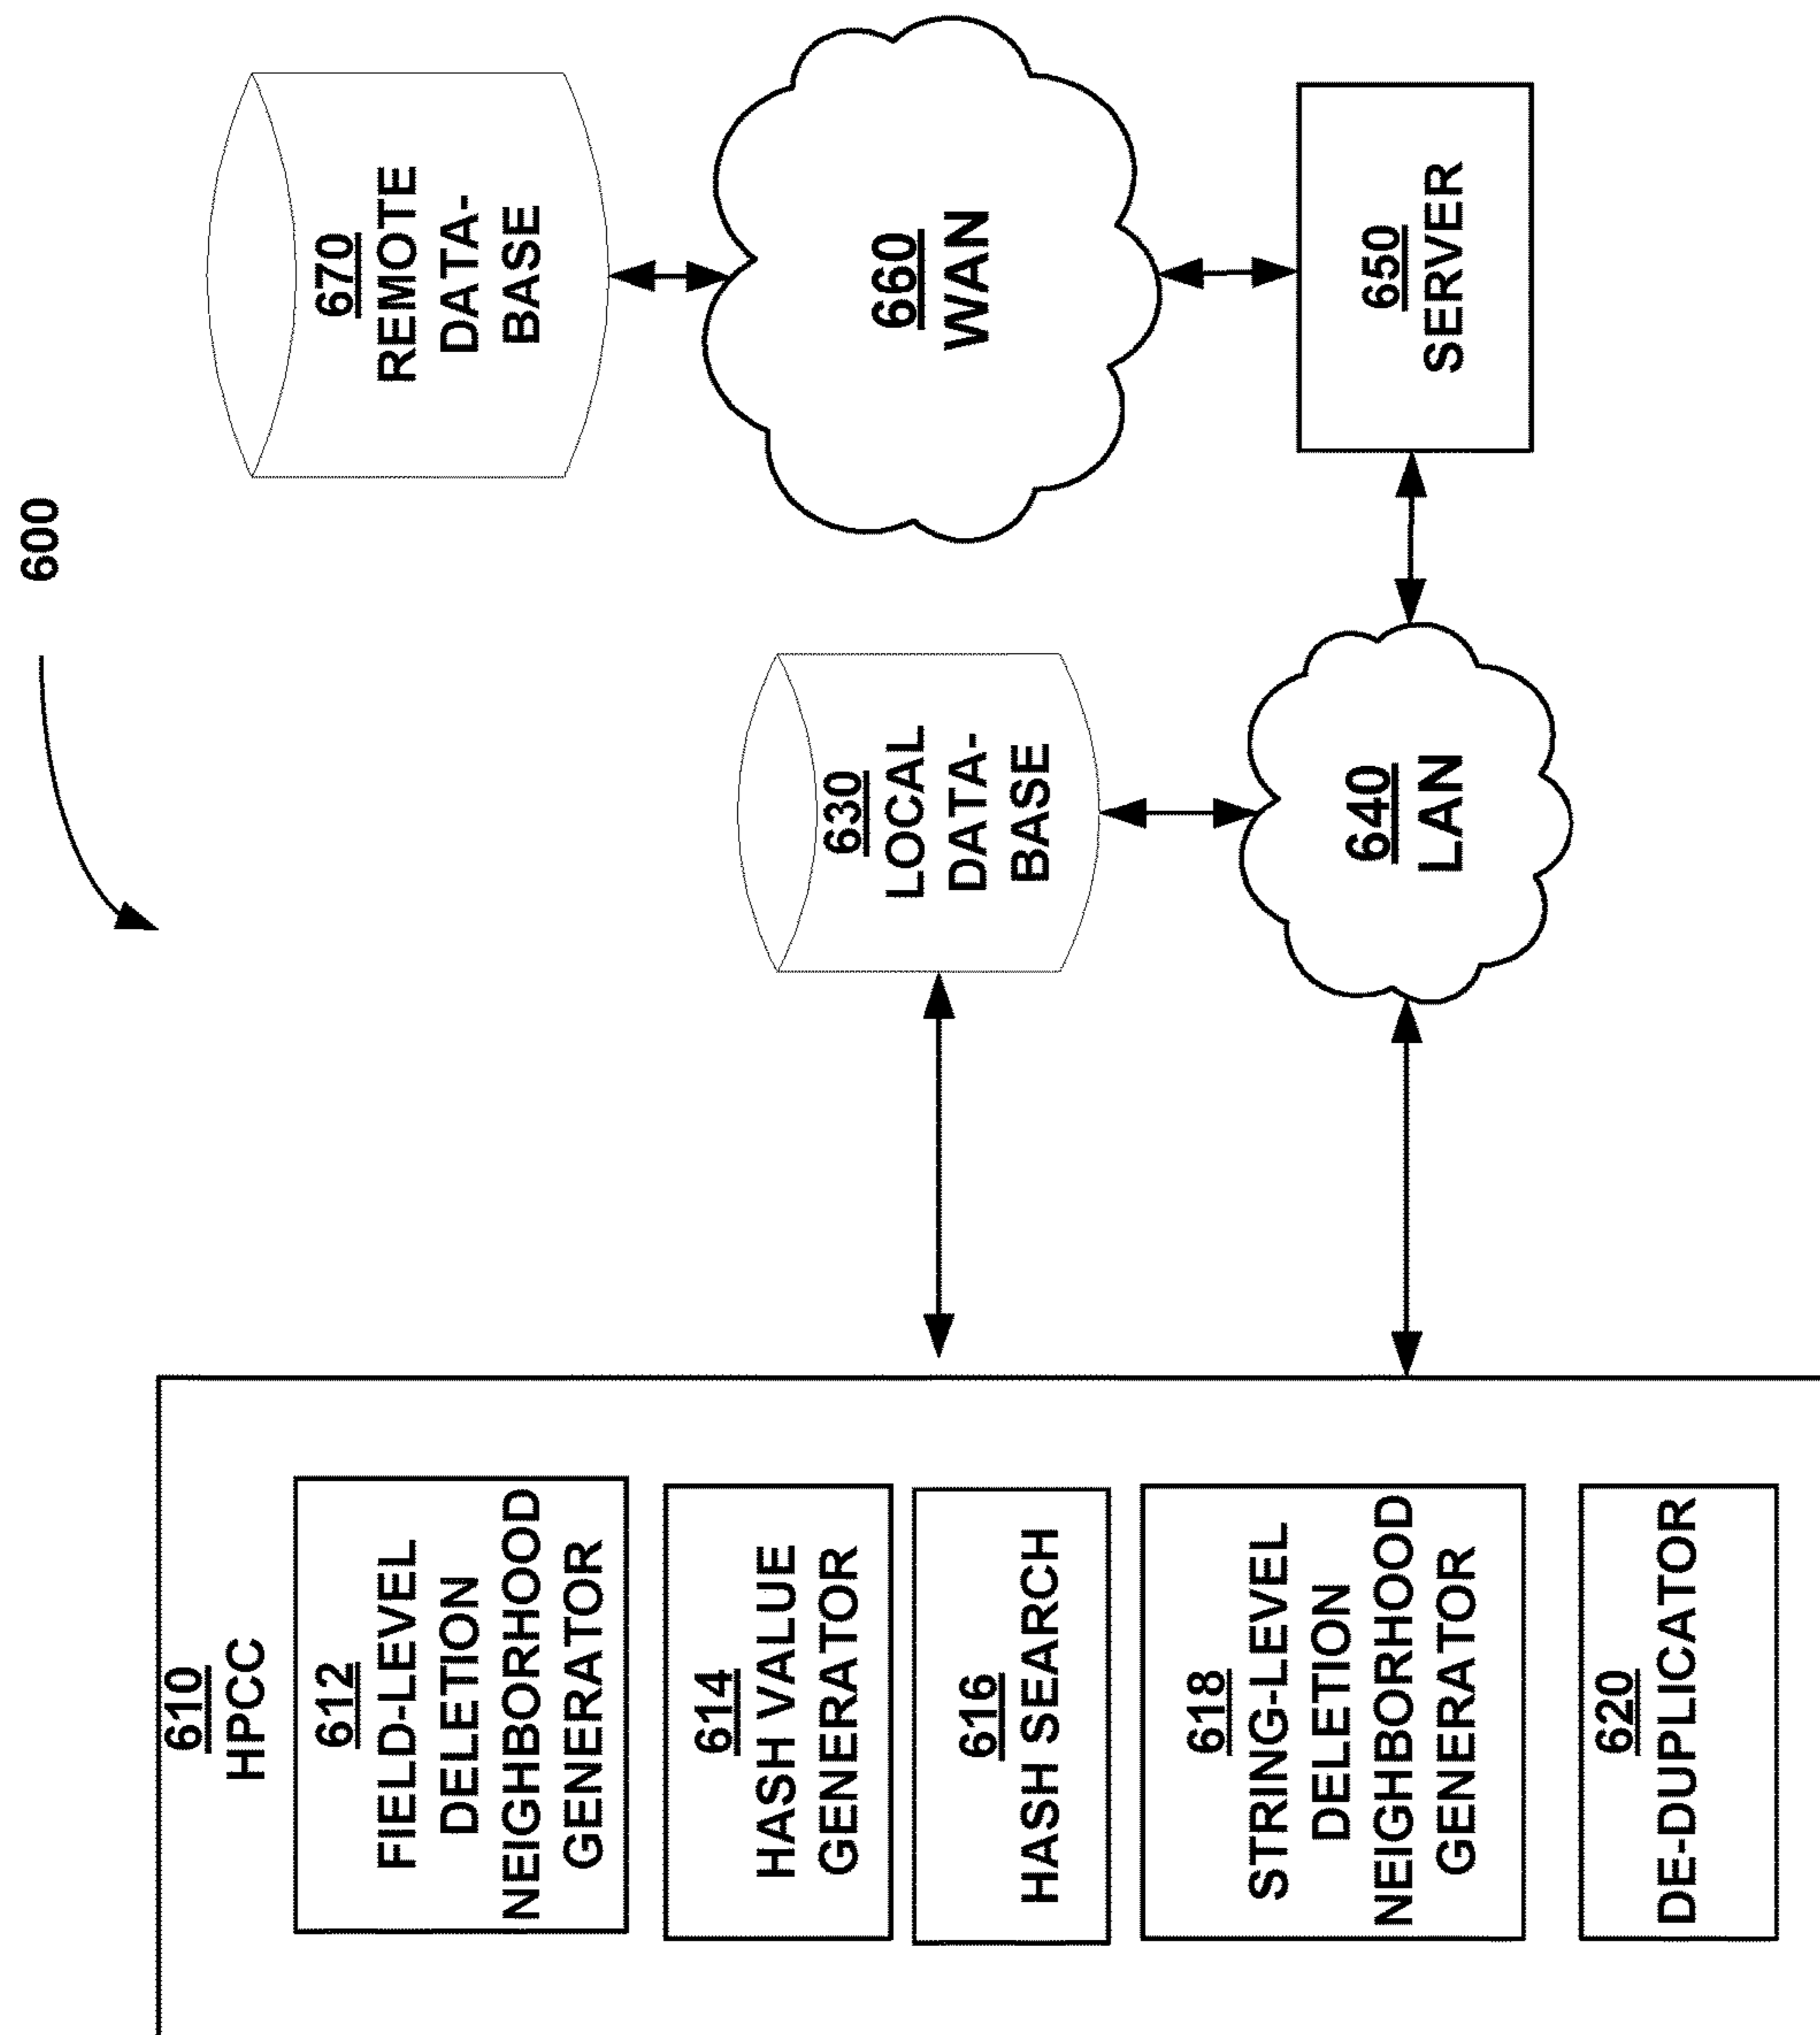 600
610
HPCC
612
FIELD-LEVEL
DELETION
NEIGHBORHOOD
GENERATOR
614
HASH VALUE
GENERATOR
616
HASH SEARCH
618
STRING-LEVEL
DELETION
NEIGHBORHOOD
GENERATOR
620
DE-DUPLICATOR
630
LOCAL
DATA-
BASE
640
LAN
670
REMOTE
DATA-
BASE
660
WAN
650
SERVER